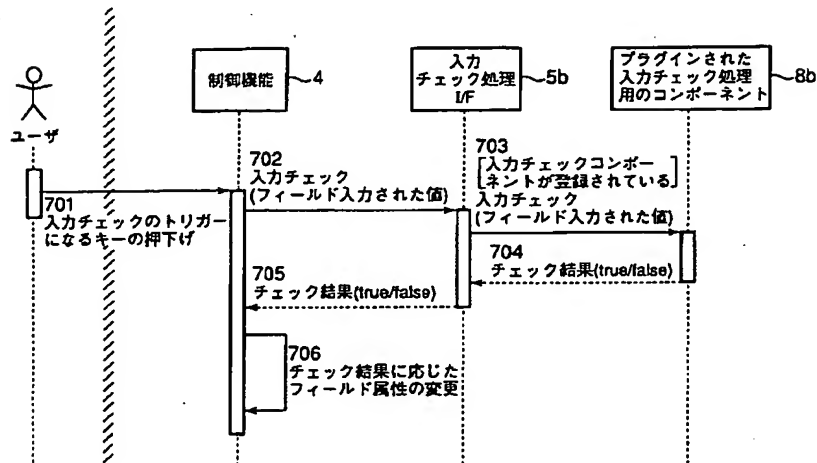 制御機能
4
入力
チェック処理
I/F
5b
プラグインされた
入力チェック処理
用のコンポーネント
8b
ユーザ
701
入力チェックのトリガー
になるキーの押下げ
702
入力チェック
(フィールド入力された値)
703
[入力チェックコンポー
ネントが登録されている]
入力チェック
(フィールド入力された値)
704
チェック結果(true/false)
705
チェック結果(true/false)
706
チェック結果に応じた
フィールド属性の変更